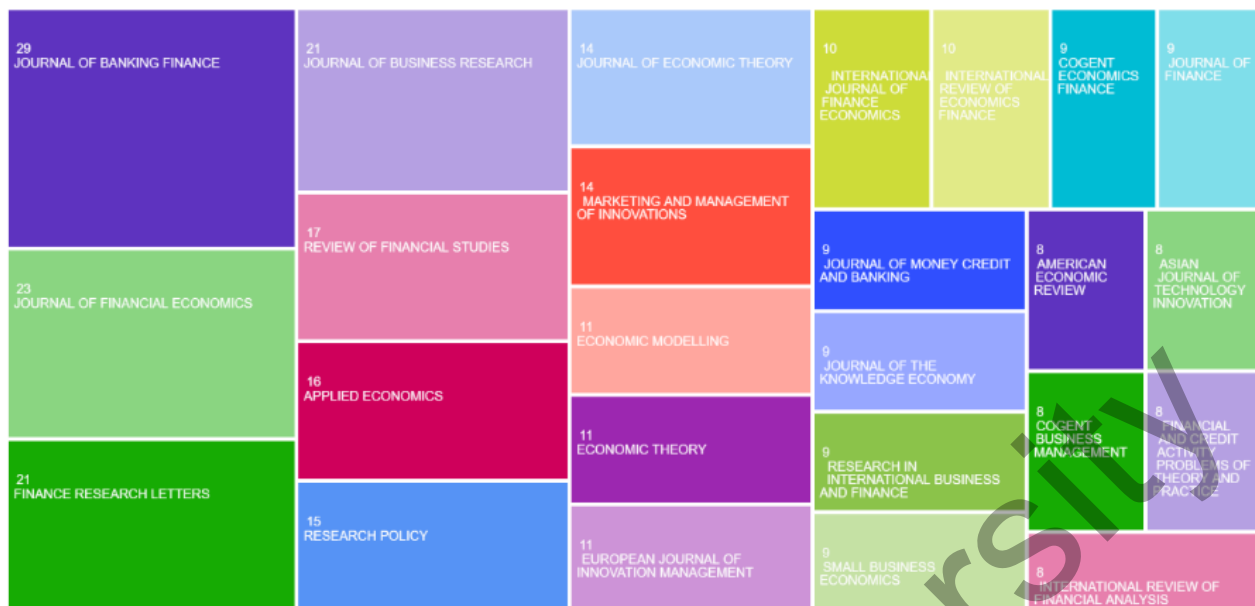 29
JOURNAL OF BANKING FINANCE
23
JOURNAL OF FINANCIAL ECONOMICS
21
FINANCE RESEARCH LETTERS
21
JOURNAL OF BUSINESS RESEARCH
17
REVIEW OF FINANCIAL STUDIES
16
APPLIED ECONOMICS
15
RESEARCH POLICY
14
JOURNAL OF ECONOMIC THEORY
14
MARKETING AND MANAGEMENT
OF INNOVATIONS
11
ECONOMIC MODELLING
11
ECONOMIC THEORY
11
EUROPEAN JOURNAL OF
INNOVATION MANAGEMENT
10
INTERNATIONAL
JOURNAL OF
FINANCE
ECONOMICS
10
INTERNATIONAL
REVIEW OF
ECONOMICS
FINANCE
9
COGENT
ECONOMICS
FINANCE
9
JOURNAL OF
FINANCE
9
JOURNAL OF MONEY CREDIT
AND BANKING
9
JOURNAL OF THE
KNOWLEDGE ECONOMY
9
RESEARCH IN
INTERNATIONAL BUSINESS
AND FINANCE
9
SMALL BUSINESS
ECONOMICS
8
AMERICAN
ECONOMIC
REVIEW
8
ASIAN
JOURNAL OF
TECHNOLOGY
INNOVATION
8
COGENT
BUSINESS
MANAGEMENT
8
FINANCIAL
AND CREDIT
ACTIVITY
PROBLEMS OF
THEORY AND
PRACTICE
8
INTERNATIONAL REVIEW OF
FINANCIAL ANALYSIS
rsity